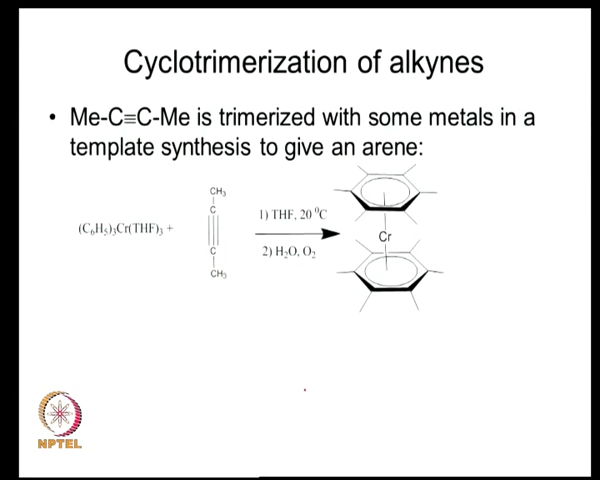 Cyclotrimerization of alkynes
• Me-C≡C-Me is trimerized with some metals in a
template synthesis to give an arene:
CH₃
C
(C₆H₅)₃Cr(THF)₃ +
C
CH₃
1) THF, 20 ⁰C
2) H₂O, O₂
Cr
NPTEL